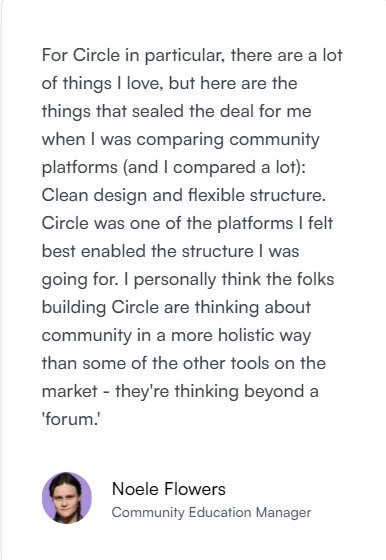 For Circle in particular, there are a lot
of things I love, but here are the
things that sealed the deal for me
when I was comparing community
platforms (and I compared a lot):
Clean design and flexible structure.
Circle was one of the platforms I felt
best enabled the structure I was
going for. I personally think the folks
building Circle are thinking about
community in a more holistic way
than some of the other tools on the
market - they're thinking beyond a
'forum.'
Noele Flowers
Community Education Manager